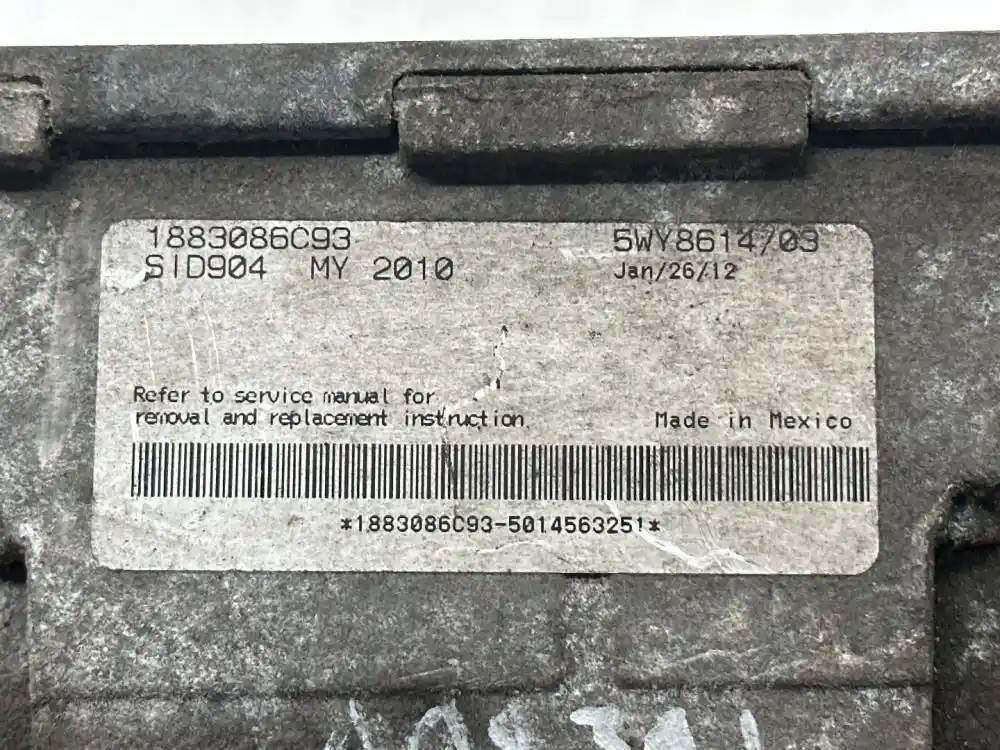 1883086C93 5WY8614/03
SID904 MY 2010 Jan/26/12
Refer to service manual for
removal and replacement instruction. Made in Mexico
*1883086C93-5014563251*